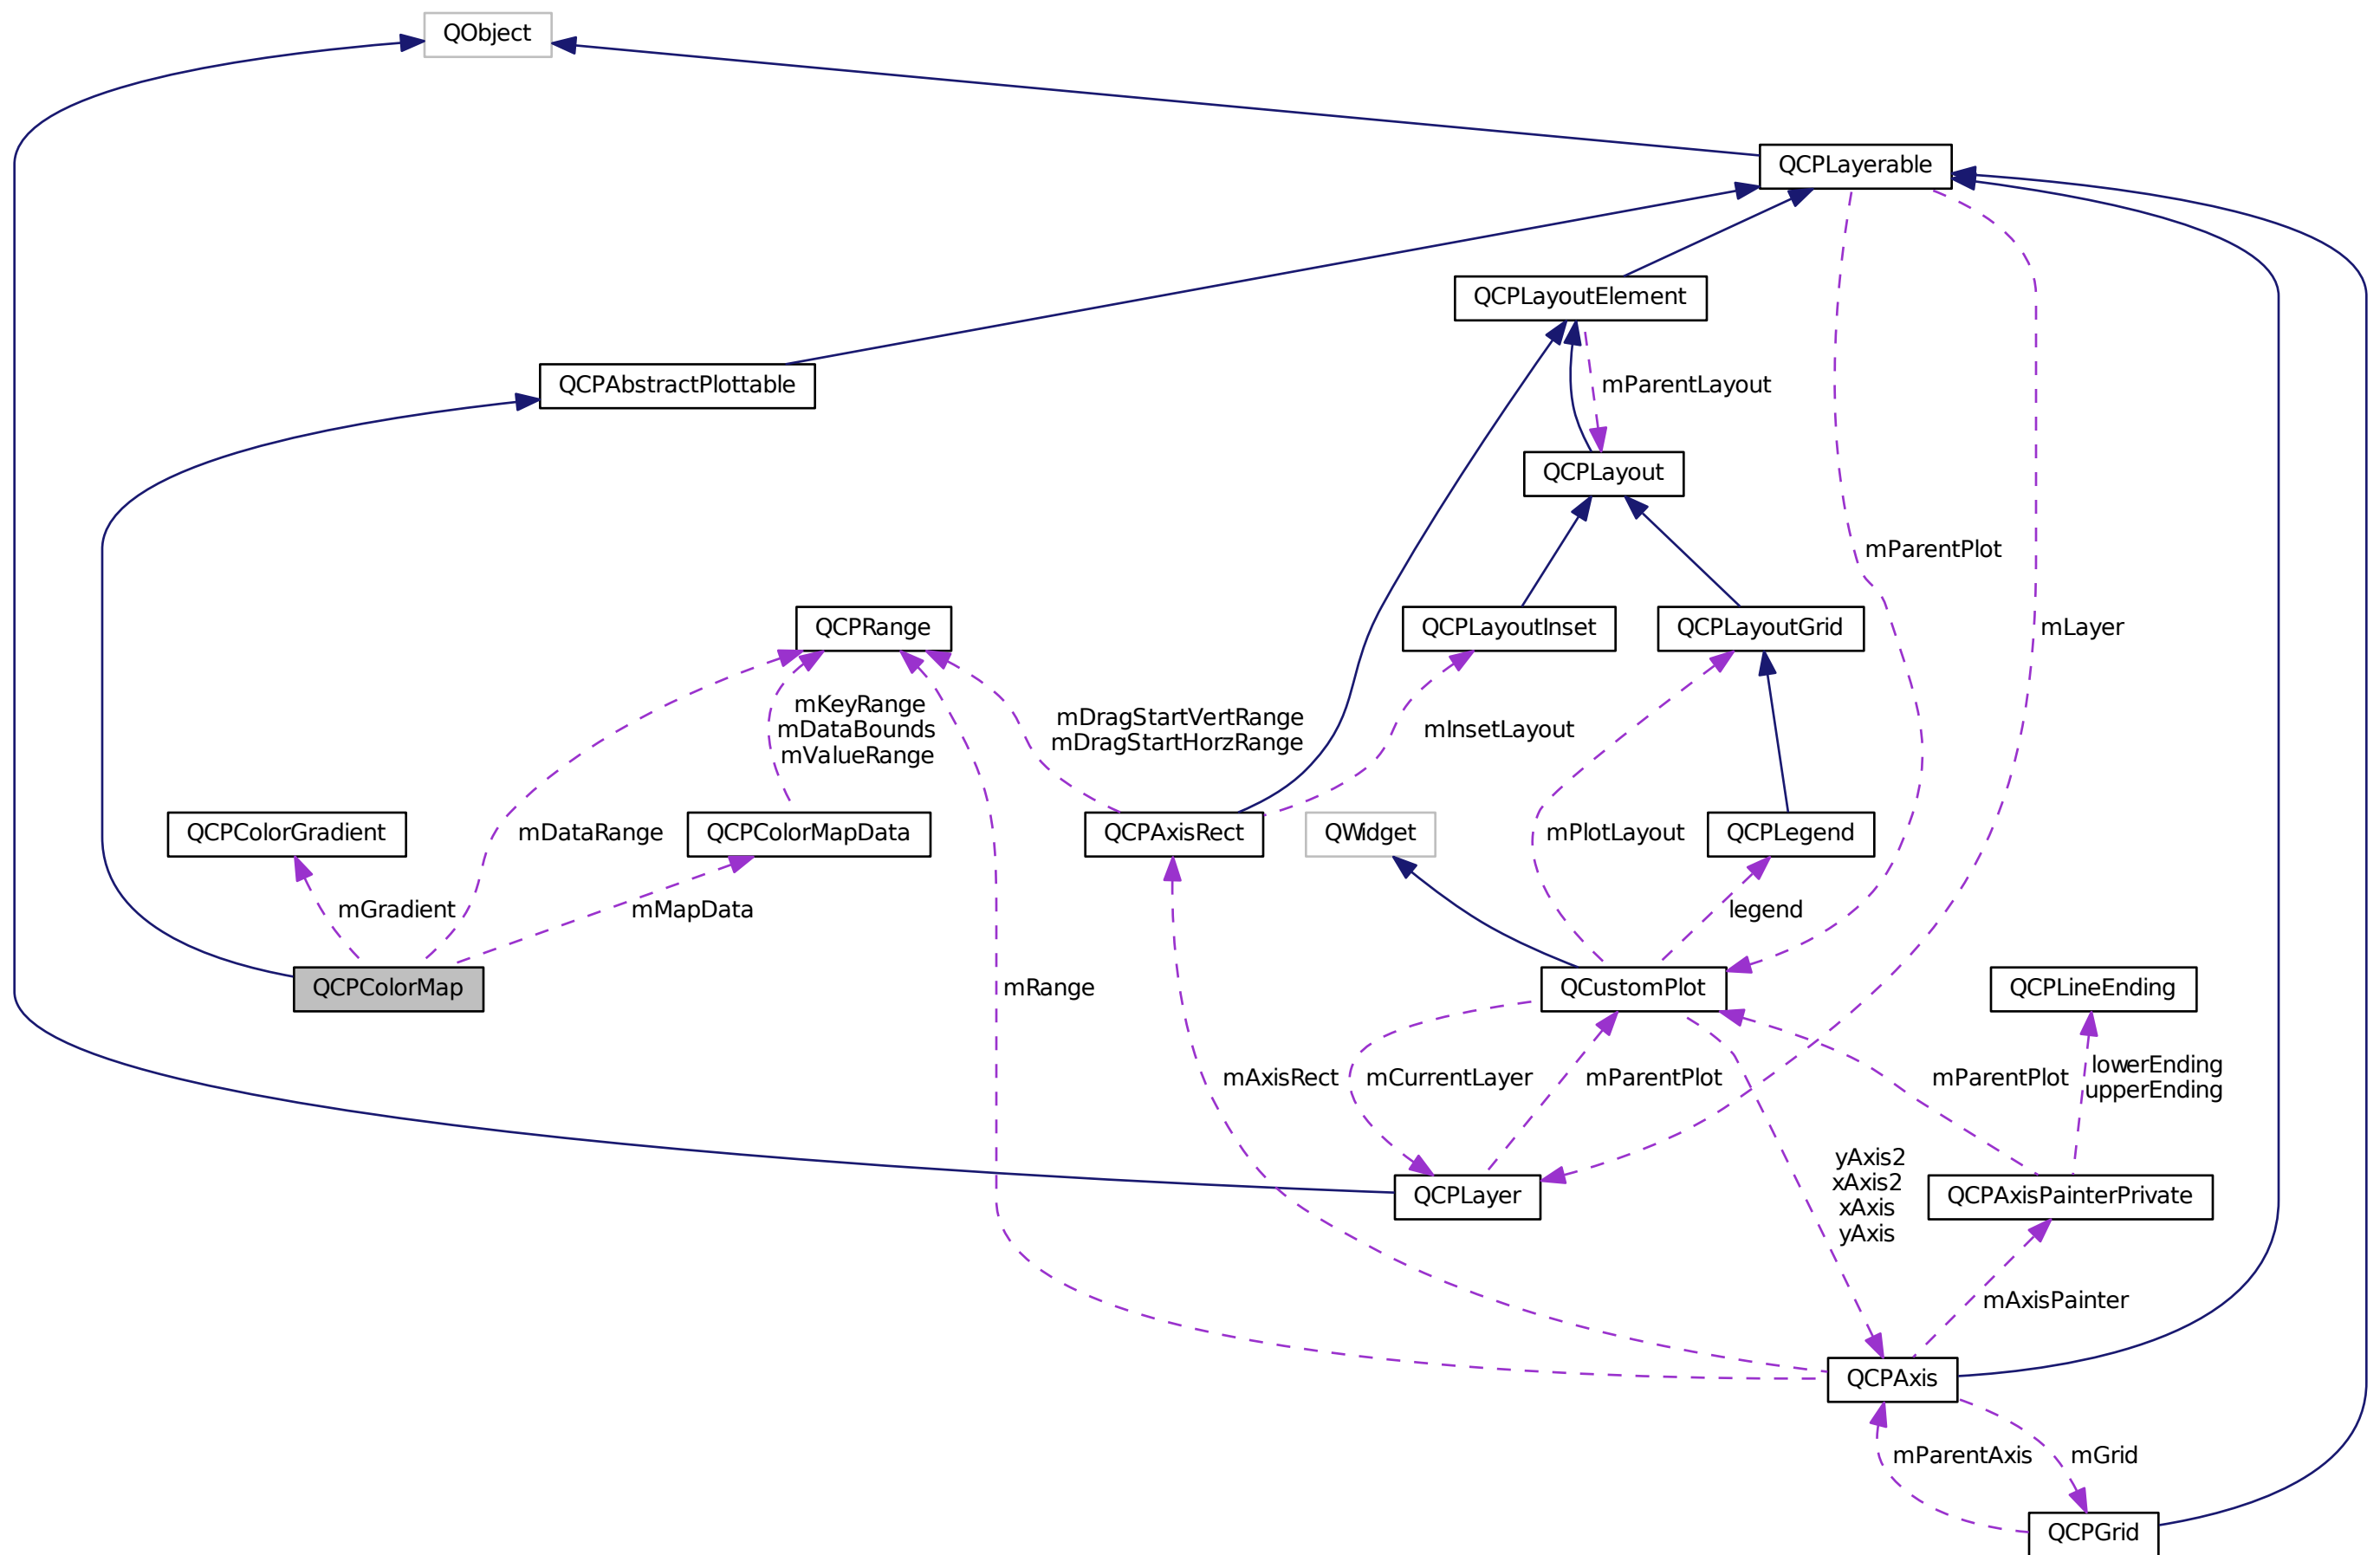 QObject
QCPLayerable
QCPLayoutElement
QCPAbstractPlottable
mParentLayout
QCPLayout
mParentPlot
QCPRange
QCPLayoutInset
QCPLayoutGrid
mLayer
mKeyRange
mDataBounds
mValueRange
mDragStartVertRange
mDragStartHorzRange
mInsetLayout
QCPColorGradient
mDataRange
QCPColorMapData
QCPAxisRect
QWidget
mPlotLayout
QCPLegend
mGradient
mMapData
legend
QCPColorMap
mRange
QCustomPlot
QCPLineEnding
mAxisRect
mCurrentLayer
mParentPlot
mParentPlot
lowerEnding
upperEnding
yAxis2
xAxis2
xAxis
yAxis
QCPLayer
QCPAxisPainterPrivate
mAxisPainter
QCPAxis
mParentAxis
mGrid
QCPGrid